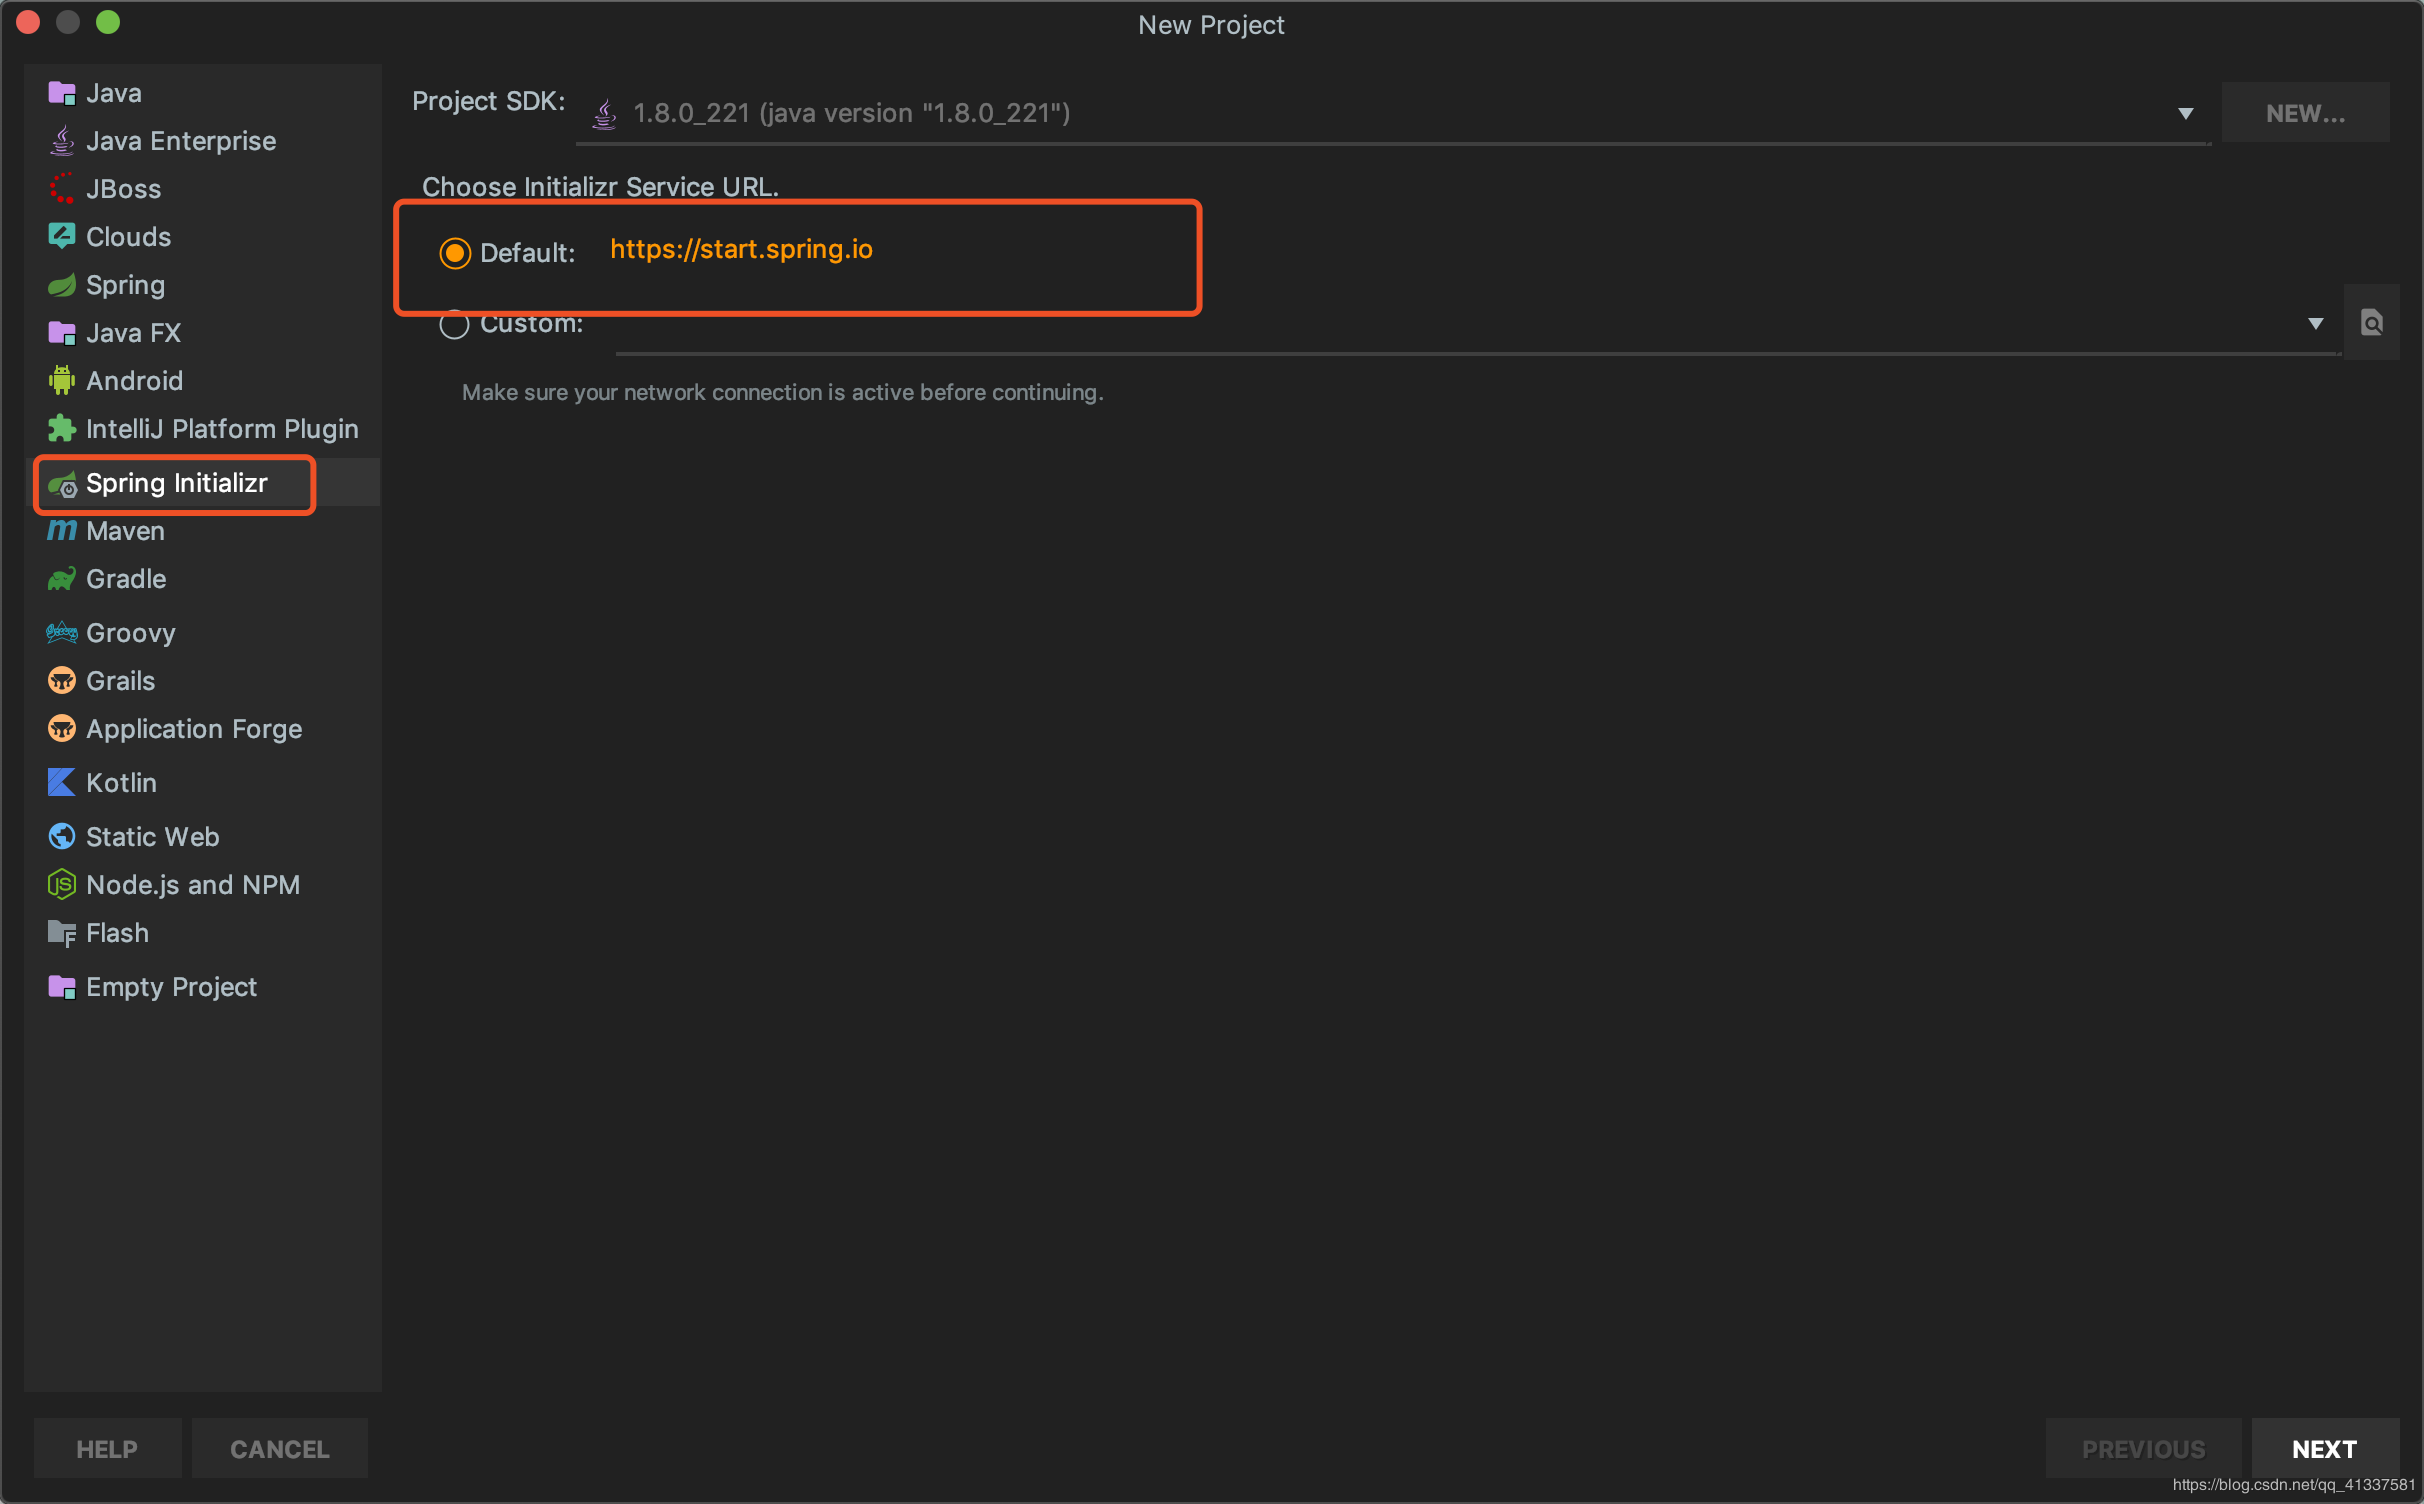 New Project
Java
Java Enterprise
JBoss
Clouds
Spring
Java FX
Android
IntelliJ Platform Plugin
Spring Initializr
Maven
Gradle
Groovy
Grails
Application Forge
Kotlin
Static Web
Node.js and NPM
Flash
Empty Project
Project SDK: 1.8.0_221 (java version "1.8.0_221") NEW...
Choose Initializr Service URL.
Default: https://start.spring.io
Custom:
Make sure your network connection is active before continuing.
HELP CANCEL PREVIOUS NEXT
https://blog.csdn.net/qq_41337581